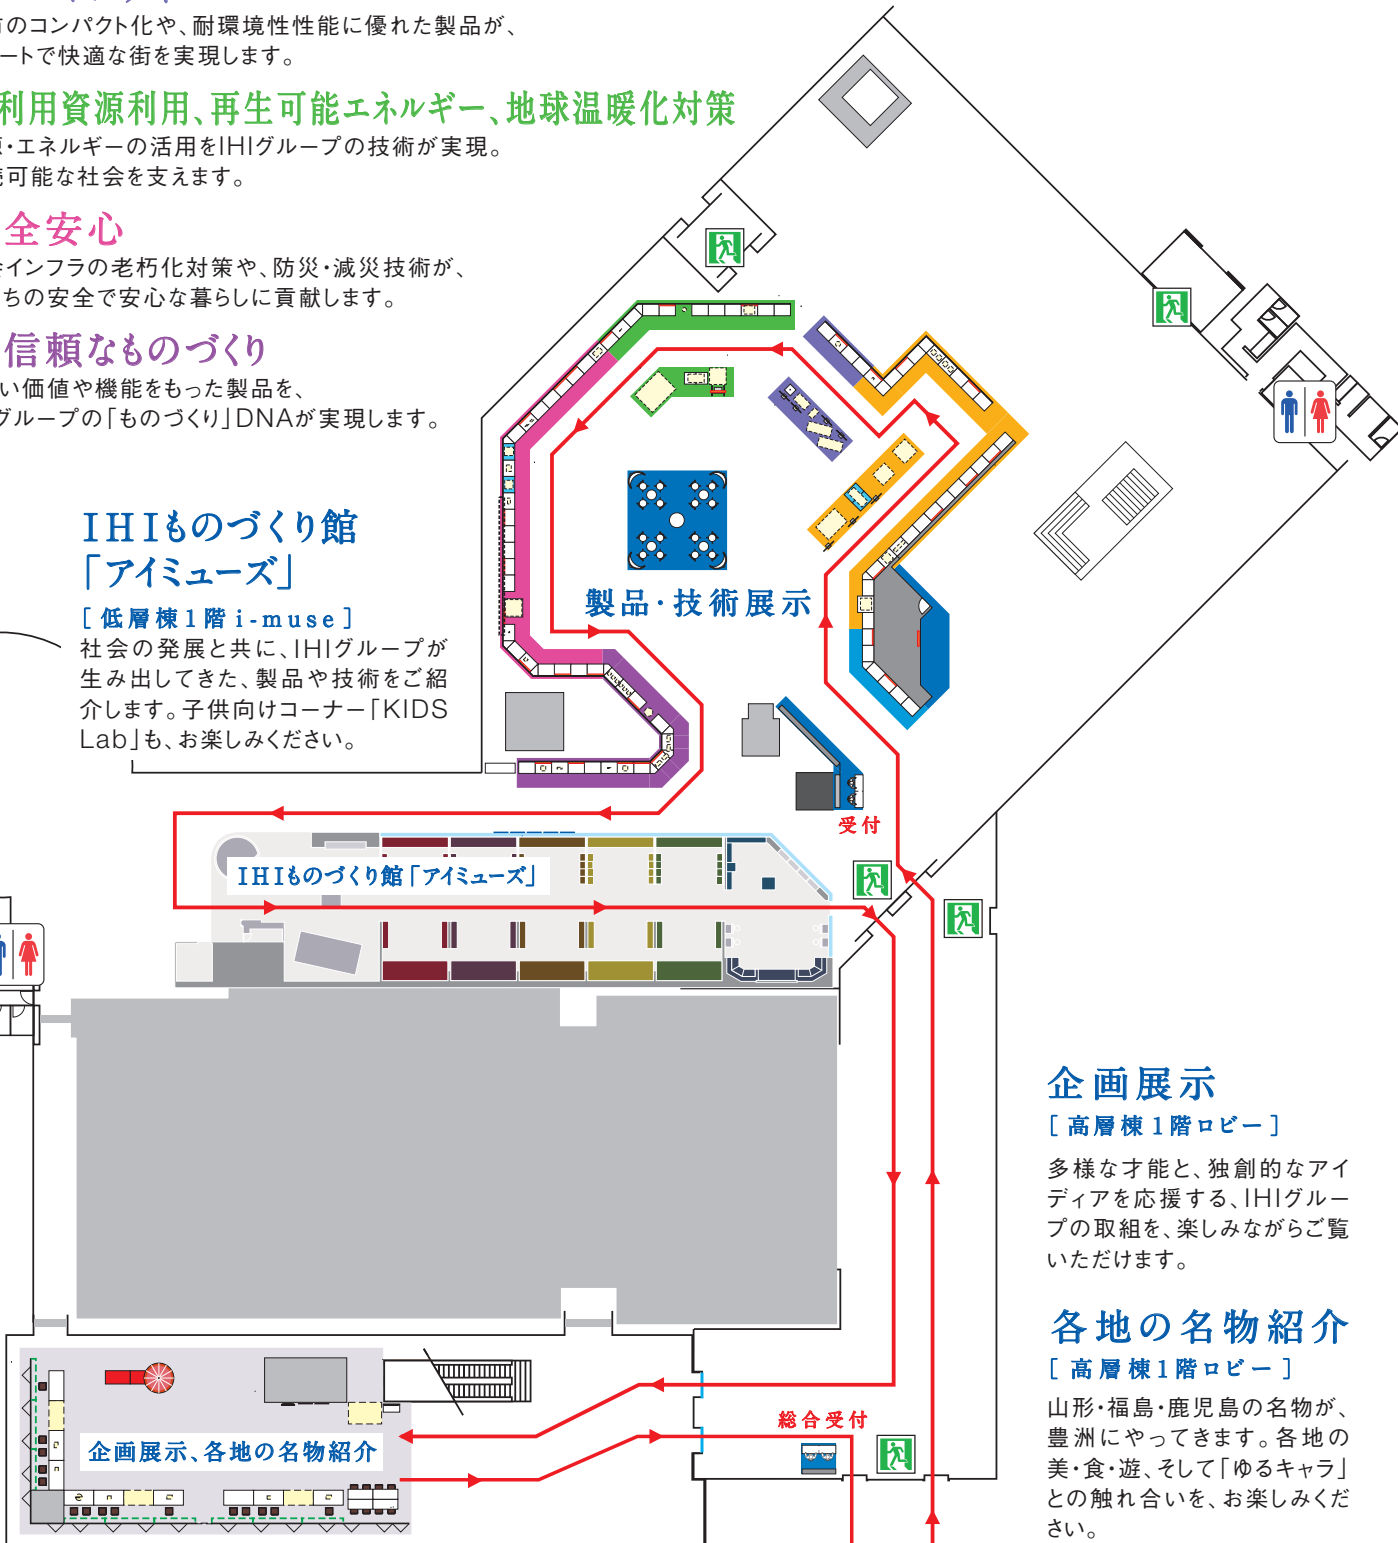 のコンパクト化や、耐環境性性能に優れた製品が、
ートで快適な街を実現します。
利用資源利用、再生可能エネルギー、地球温暖化対策
・エネルギーの活用をIHIグループの技術が実現。
可能な社会を支えます。
全安心
インフラの老朽化対策や、防災・減災技術が、
ちの安全で安心な暮らしに貢献します。
信頼なものづくり
い価値や機能をもった製品を、
グループの「ものづくり」DNAが実現します。
IHIものづくり館
「アイミューズ」
[低層棟1階 i-muse]
社会の発展と共に、IHIグループが
生み出してきた、製品や技術をご紹
介します。子供向けコーナー「KIDS
Lab」も、お楽しみください。
製品・技術展示
受付
IHIものづくり館「アイミューズ」
企画展示
[高層棟1階ロビー]
多様な才能と、独創的なアイ
ディアを応援する、IHIグルー
プの取組を、楽しみながらご覧
いただけます。
各地の名物紹介
[高層棟1階ロビー]
山形・福島・鹿児島の名物が、
豊洲にやってきます。各地の
美・食・遊、そして「ゆるキャラ」
との触れ合いを、お楽しみくだ
さい。
総合受付
企画展示、各地の名物紹介